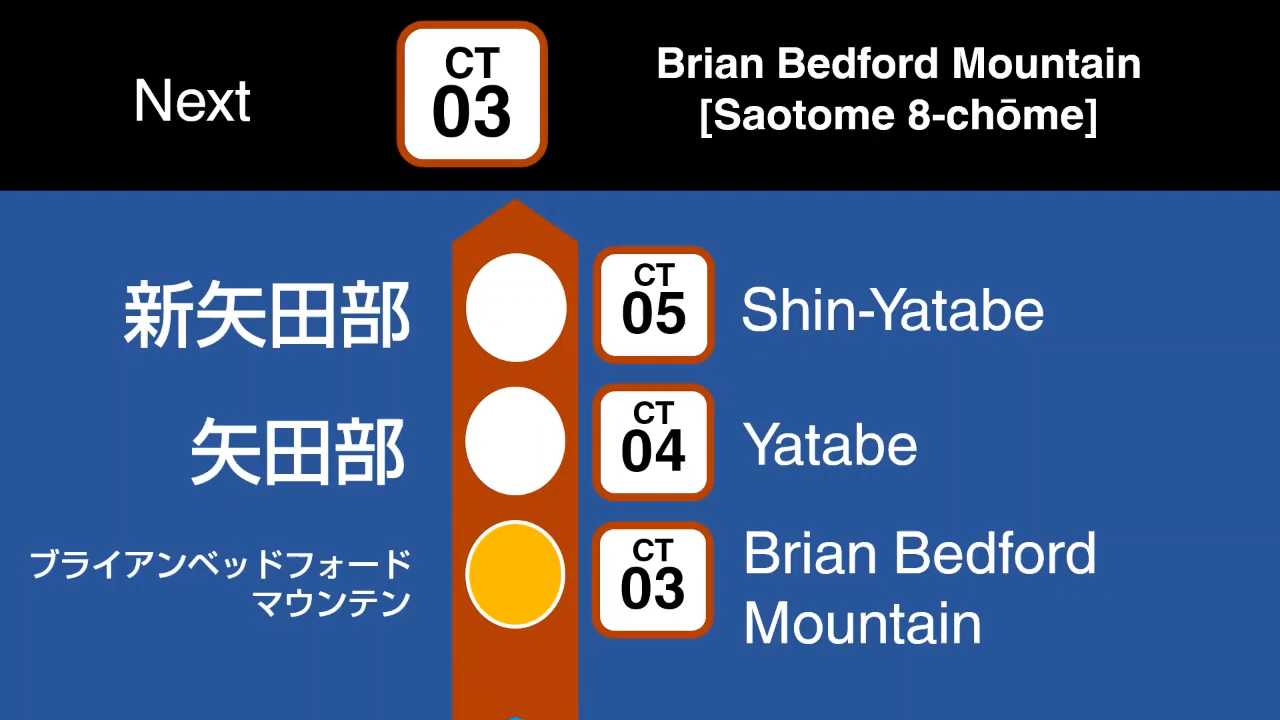 Next
CT
03
Brian Bedford Mountain
[Saotome 8-chōme]
新矢田部
CT
05
Shin-Yatabe
矢田部
CT
04
Yatabe
ブライアンベッドフォード
マウンテン
CT
03
Brian Bedford
Mountain